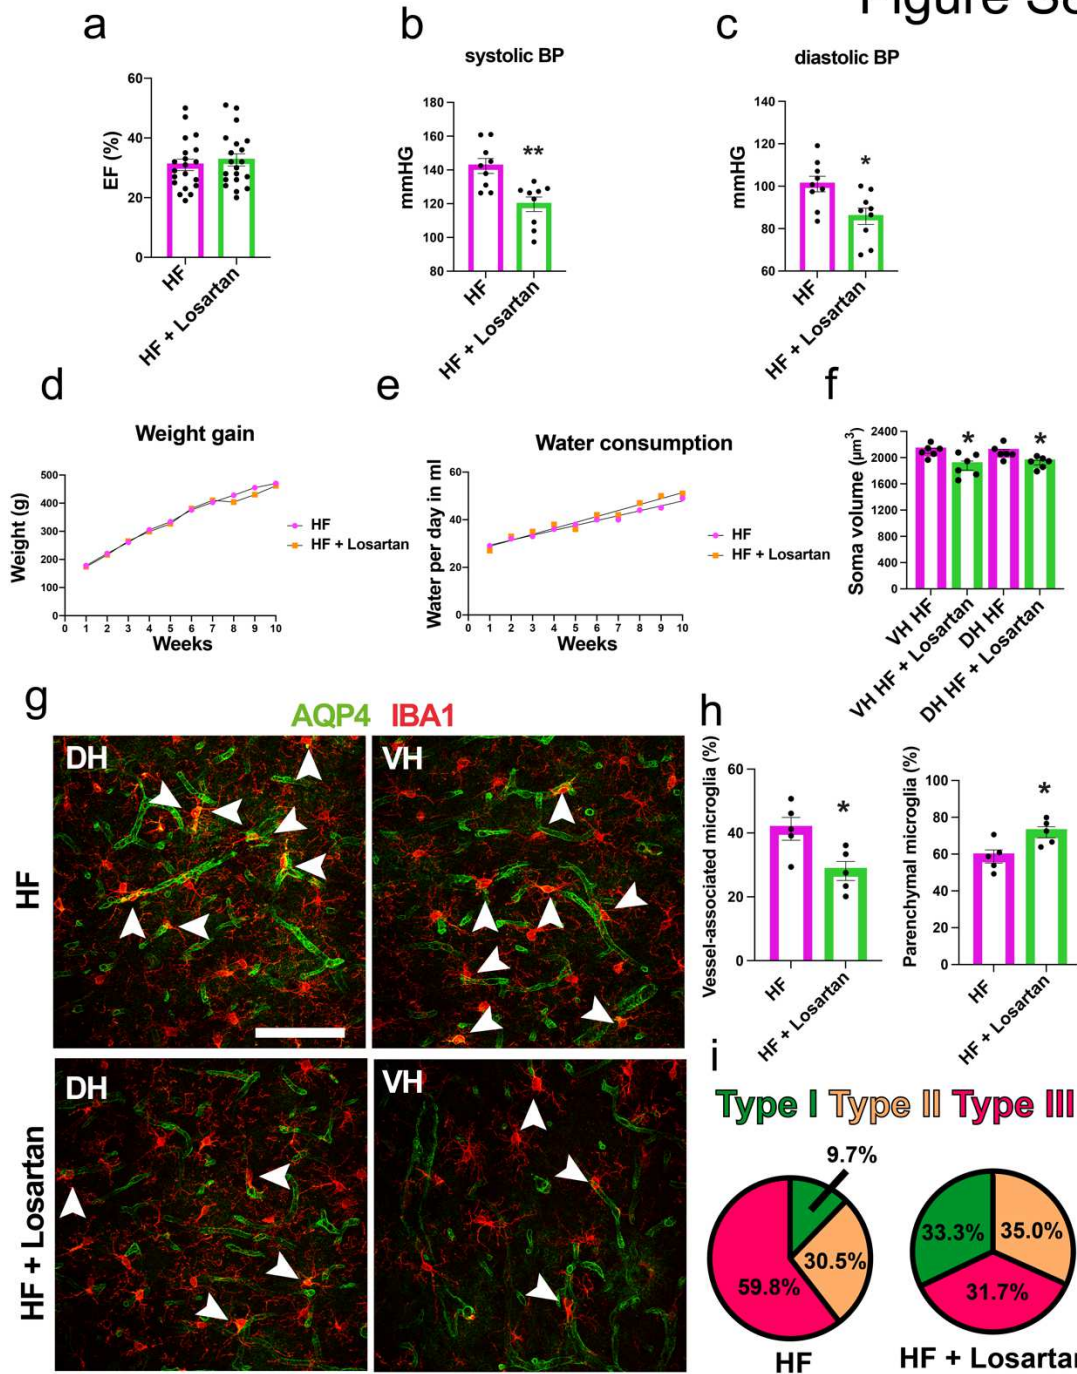 Figure S8
a
EF (%)
60
40
20
0
HF
HF + Losartan
b
systolic BP
mmHG
180
160
140
120
100
80
**
HF
HF + Losartan
c
diastolic BP
mmHG
140
120
100
80
60
*
HF
HF + Losartan
d
Weight gain
Weight (g)
500
400
300
200
100
0
0 1 2 3 4 5 6 7 8 9 10
Weeks
HF
HF + Losartan
e
Water consumption
Water per day in ml
60
40
20
0
0 1 2 3 4 5 6 7 8 9 10
Weeks
HF
HF + Losartan
f
Soma volume (µm³)
2400
2000
1600
1200
800
400
0
*
*
VH HF
VH HF + Losartan
DH HF
DH HF + Losartan
g
AQP4 IBA1
HF
DH
VH
HF + Losartan
DH
VH
h
Vessel-associated microglia (%)
60
40
20
0
*
HF
HF + Losartan
Parenchymal microglia (%)
100
80
60
40
20
0
*
HF
HF + Losartan
i
Type I Type II Type III
9.7%
30.5%
59.8%
HF
33.3%
35.0%
31.7%
HF + Losartan